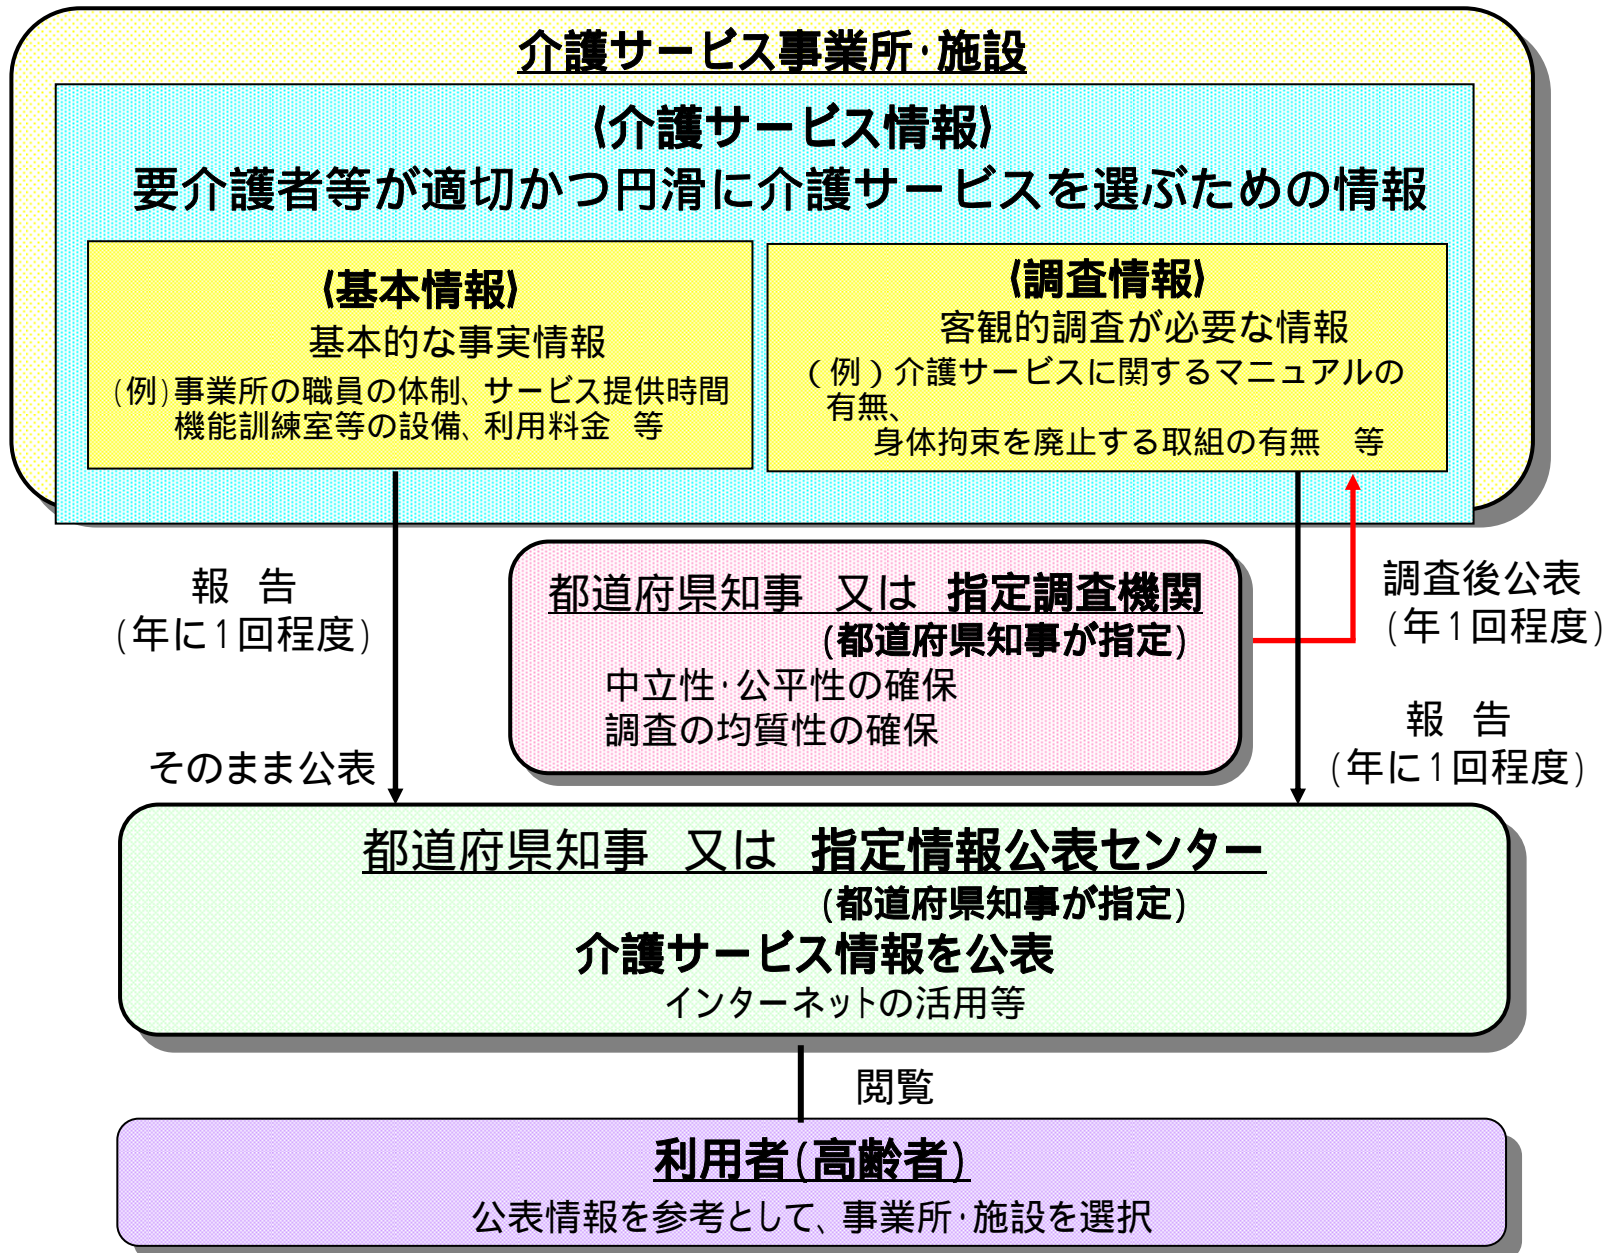 介護サービス事業所・施設
《介護サービス情報》
要介護者等が適切かつ円滑に介護サービスを選ぶための情報
《基本情報》
基本的な事実情報
(例)事業所の職員の体制、サービス提供時間
機能訓練室等の設備、利用料金　等
《調査情報》
客観的調査が必要な情報
（例）介護サービスに関するマニュアルの
有無、
身体拘束を廃止する取組の有無　等
報　告
(年に1回程度)
都道府県知事　又は　指定調査機関
(都道府県知事が指定)
中立性・公平性の確保
調査の均質性の確保
調査後公表
(年1回程度)
報　告
(年に1回程度)
そのまま公表
都道府県知事　又は　指定情報公表センター
(都道府県知事が指定)
介護サービス情報を公表
インターネットの活用等
閲覧
利用者(高齢者)
公表情報を参考として、事業所・施設を選択